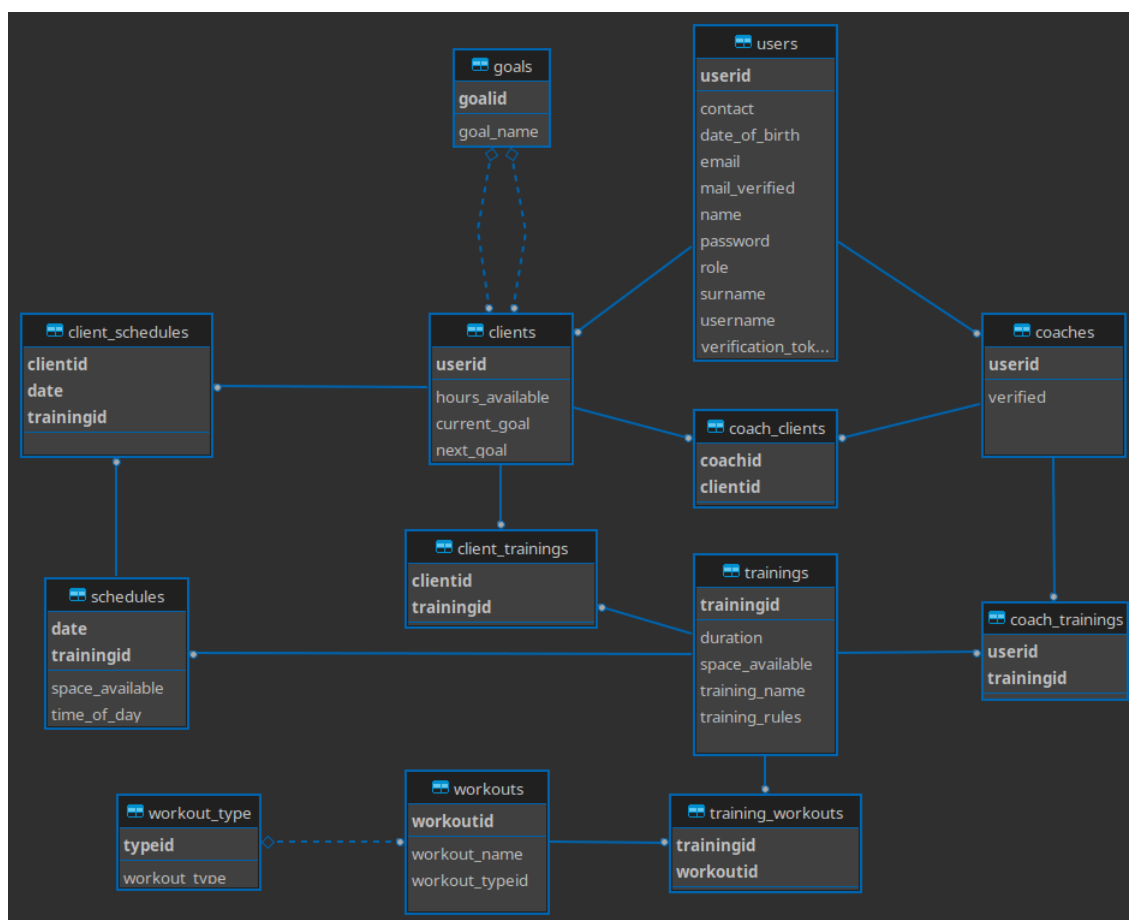 goals
goalid
goal_name
users
userid
contact
date_of_birth
email
mail_verified
name
password
role
surname
username
verification_tok...
client_schedules
clientid
date
trainingid
clients
userid
hours_available
current_goal
next_goal
coaches
userid
verified
coach_clients
coachid
clientid
client_trainings
clientid
trainingid
trainings
trainingid
duration
space_available
training_name
training_rules
schedules
date
trainingid
space_available
time_of_day
coach_trainings
userid
trainingid
workout_type
typeid
workout_type
workouts
workoutid
workout_name
workout_typeid
training_workouts
trainingid
workoutid